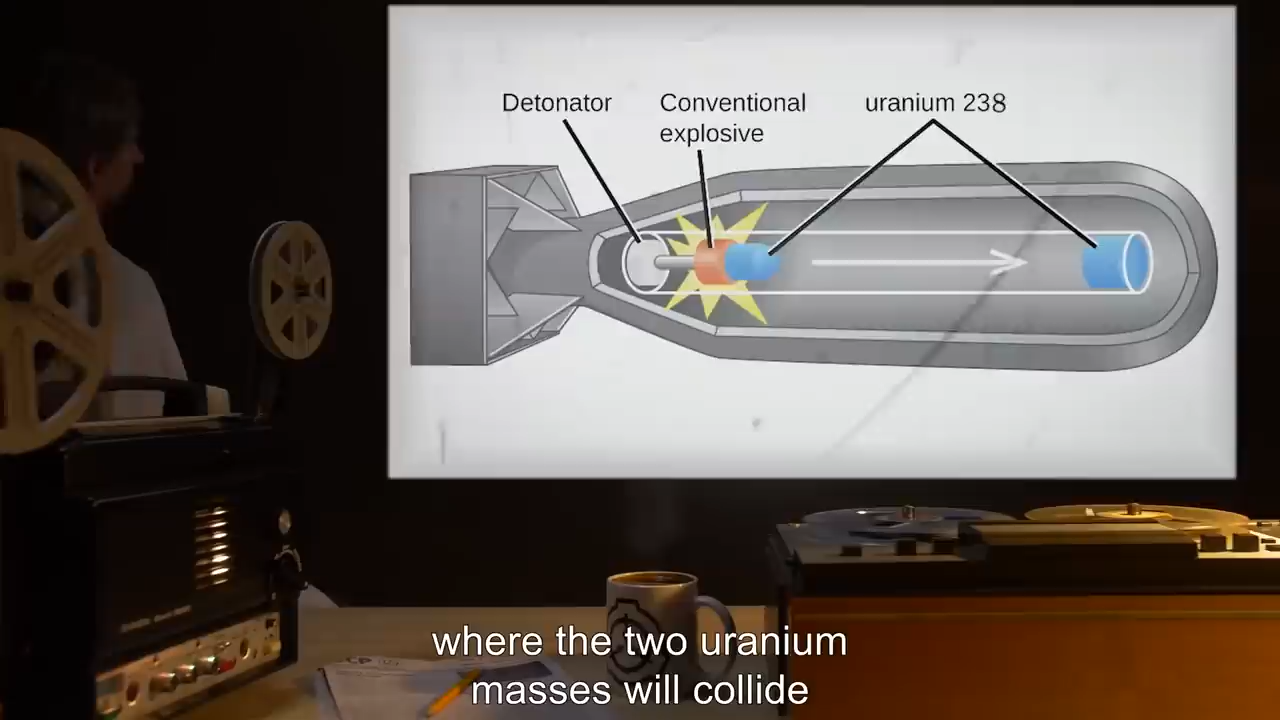 Detonator
Conventional
explosive
uranium 238
where the two uranium
masses will collide